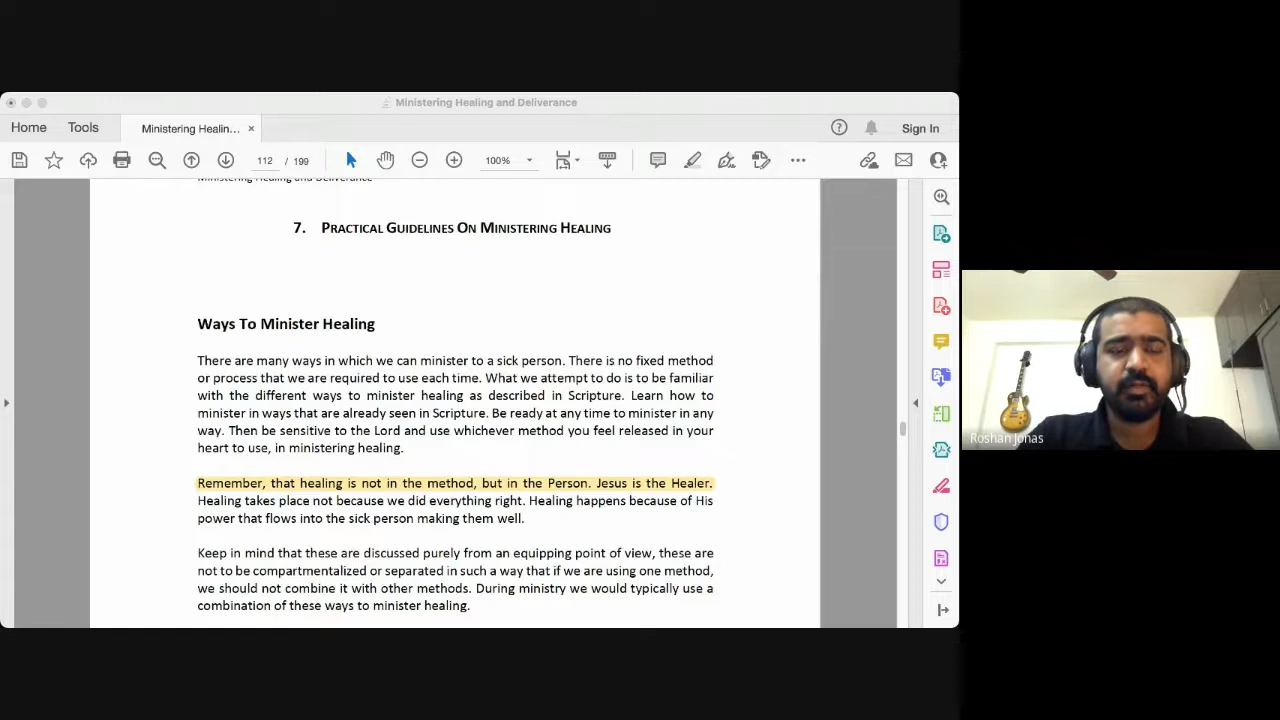 Ministering Healing and Deliverance
Home Tools Ministering Healin... × Sign In
112 / 199 100%
Ministering Healing and Deliverance
7. PRACTICAL GUIDELINES ON MINISTERING HEALING
Ways To Minister Healing
There are many ways in which we can minister to a sick person. There is no fixed method
or process that we are required to use each time. What we attempt to do is to be familiar
with the different ways to minister healing as described in Scripture. Learn how to
minister in ways that are already seen in Scripture. Be ready at any time to minister in any
way. Then be sensitive to the Lord and use whichever method you feel released in your
heart to use, in ministering healing.
Remember, that healing is not in the method, but in the Person. Jesus is the Healer.
Healing takes place not because we did everything right. Healing happens because of His
power that flows into the sick person making them well.
Keep in mind that these are discussed purely from an equipping point of view, these are
not to be compartmentalized or separated in such a way that if we are using one method,
we should not combine it with other methods. During ministry we would typically use a
combination of these ways to minister healing.
Roshan Jonas